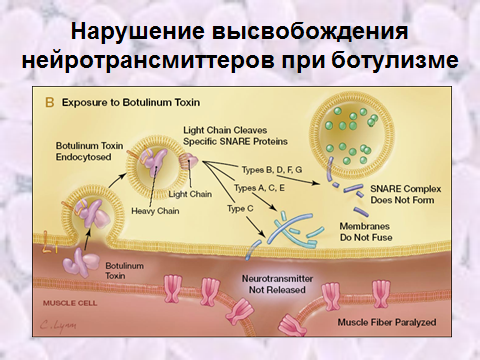 Нарушение высвобождения
нейротрансмиттеров при ботулизме
B Exposure to Botulinum Toxin
Light Chain Cleaves
Specific SNARE Proteins
Botulinum Toxin
Endocytosed
Types B, D, F, G
Types A, C, E
Type C
Light Chain
Heavy Chain
SNARE Complex
Does Not Form
Membranes
Do Not Fuse
Botulinum
Toxin
Neurotransmitter
Not Released
MUSCLE CELL
C. Lynm
Muscle Fiber Paralyzed